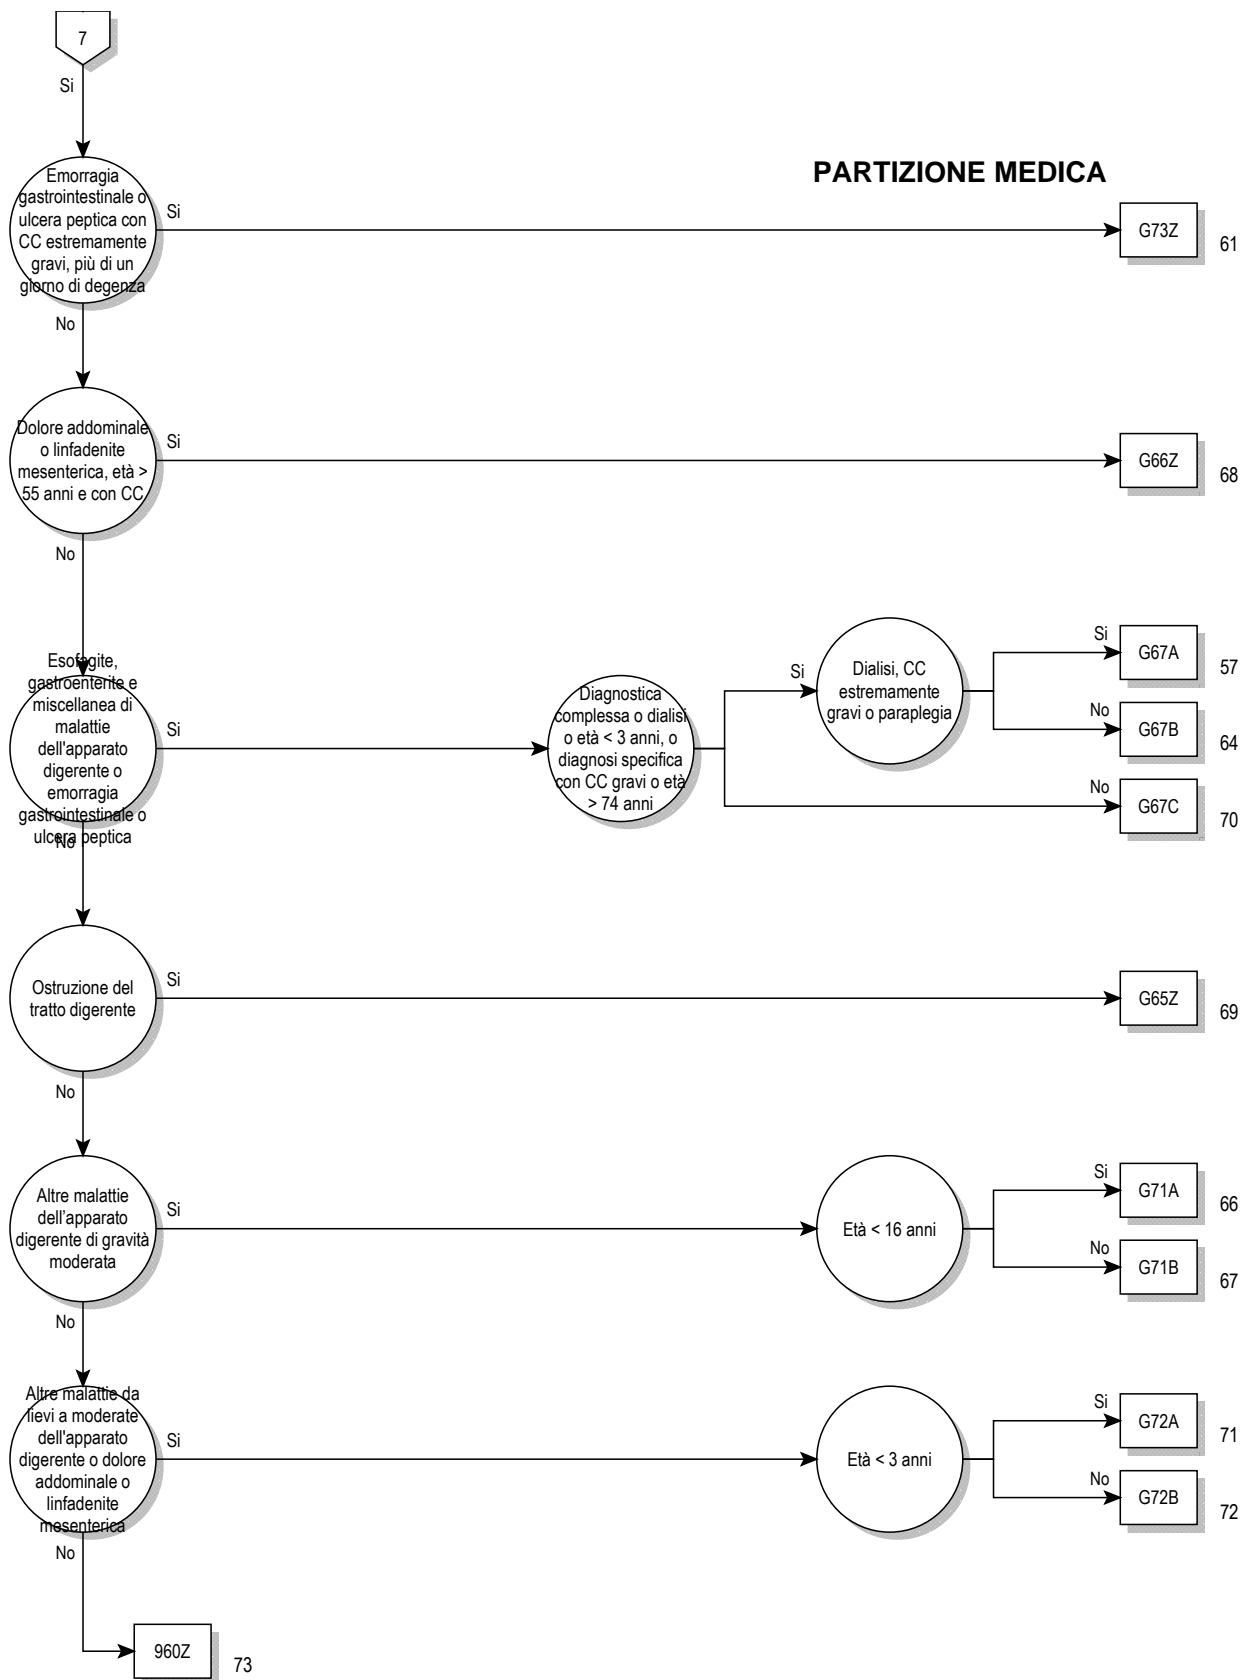 7
Si
PARTIZIONE MEDICA
Emorragia
gastrointestinale o
ulcera peptica con
CC estremamente
gravi, più di un
giorno di degenza
Si
G73Z
61
No
Dolore addominale
o linfadenite
mesenterica, età >
55 anni e con CC
Si
G66Z
68
No
Esofagite,
gastroenterite e
miscellanea di
malattie
dell'apparato
digerente o
emorragia
gastrointestinale o
ulcera peptica
Si
Diagnostica
complessa o dialisi
o età < 3 anni, o
diagnosi specifica
con CC gravi o età
> 74 anni
Si
Dialisi, CC
estremamente
gravi o paraplegia
Si
G67A
57
No
G67B
64
No
G67C
70
No
Ostruzione del
tratto digerente
Si
G65Z
69
No
Altre malattie
dell'apparato
digerente di gravità
moderata
Si
Età < 16 anni
Si
G71A
66
No
G71B
67
No
Altre malattie da
lievi a moderate
dell'apparato
digerente o dolore
addominale o
linfadenite
mesenterica
Si
Età < 3 anni
Si
G72A
71
No
G72B
72
No
960Z
73